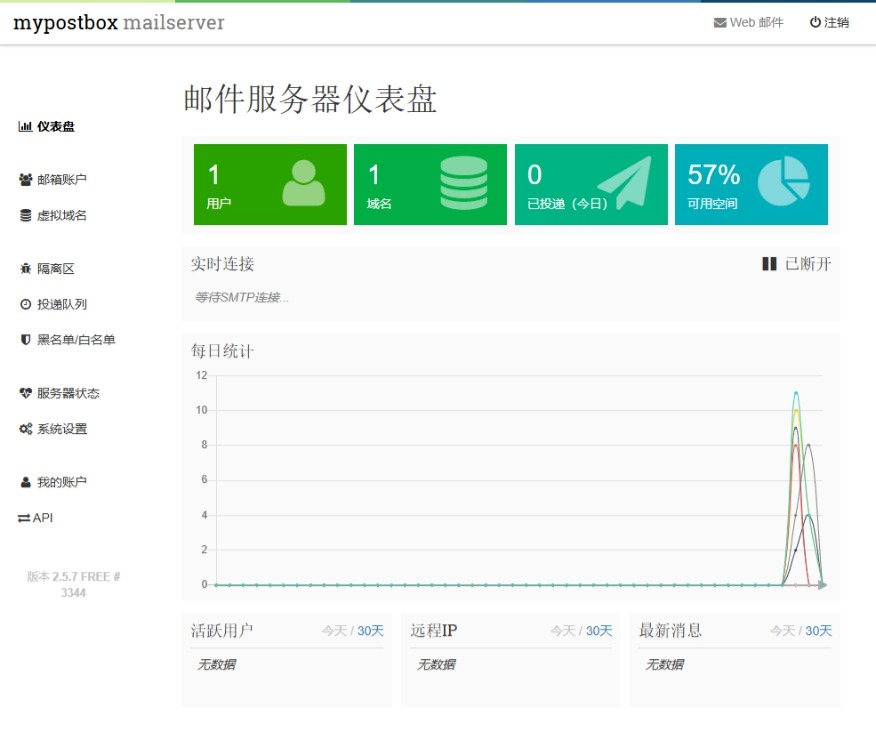 mypostbox mailserver
Web 邮件
注销
邮件服务器仪表盘
仪表盘
邮箱账户
虚拟域名
隔离区
投递队列
黑名单/白名单
服务器状态
系统设置
我的账户
API
版本 2.5.7 FREE #
3344
1
用户
1
域名
0
已投递（今日）
57%
可用空间
实时连接
已断开
等待SMTP连接...
每日统计
12
10
8
6
4
2
0
活跃用户
今天 / 30天
无数据
远程IP
今天 / 30天
无数据
最新消息
今天 / 30天
无数据